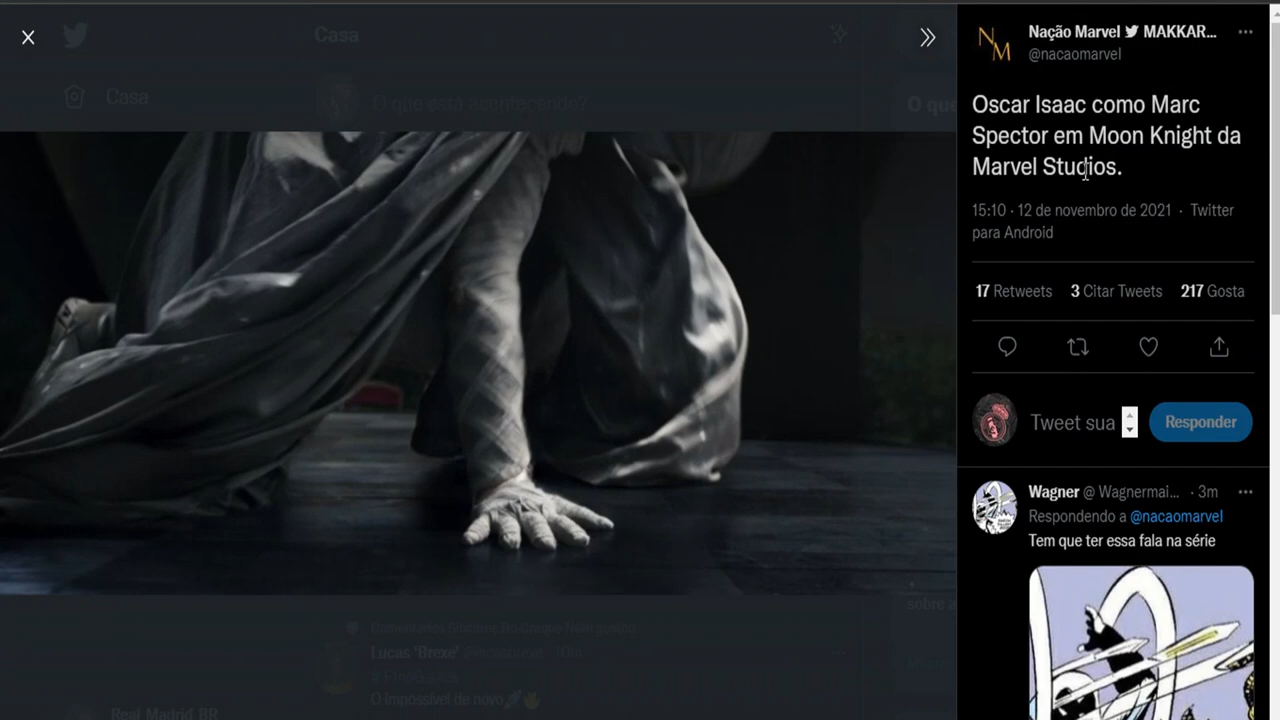 Casa
Casa
O que está acontecendo?
O que
Lucas 'Brexe'
O Impossível de novo
Real Madrid BR
sobre a
NM
Nação Marvel MAKKAR...
@nacaomarvel
Oscar Isaac como Marc
Spector em Moon Knight da
Marvel Studios.
15:10 · 12 de novembro de 2021 · Twitter
para Android
17 Retweets 3 Citar Tweets 217 Gosta
Tweet sua
Responder
Wagner @ Wagnermai... · 3m
Respondendo a @nacaomarvel
Tem que ter essa fala na série